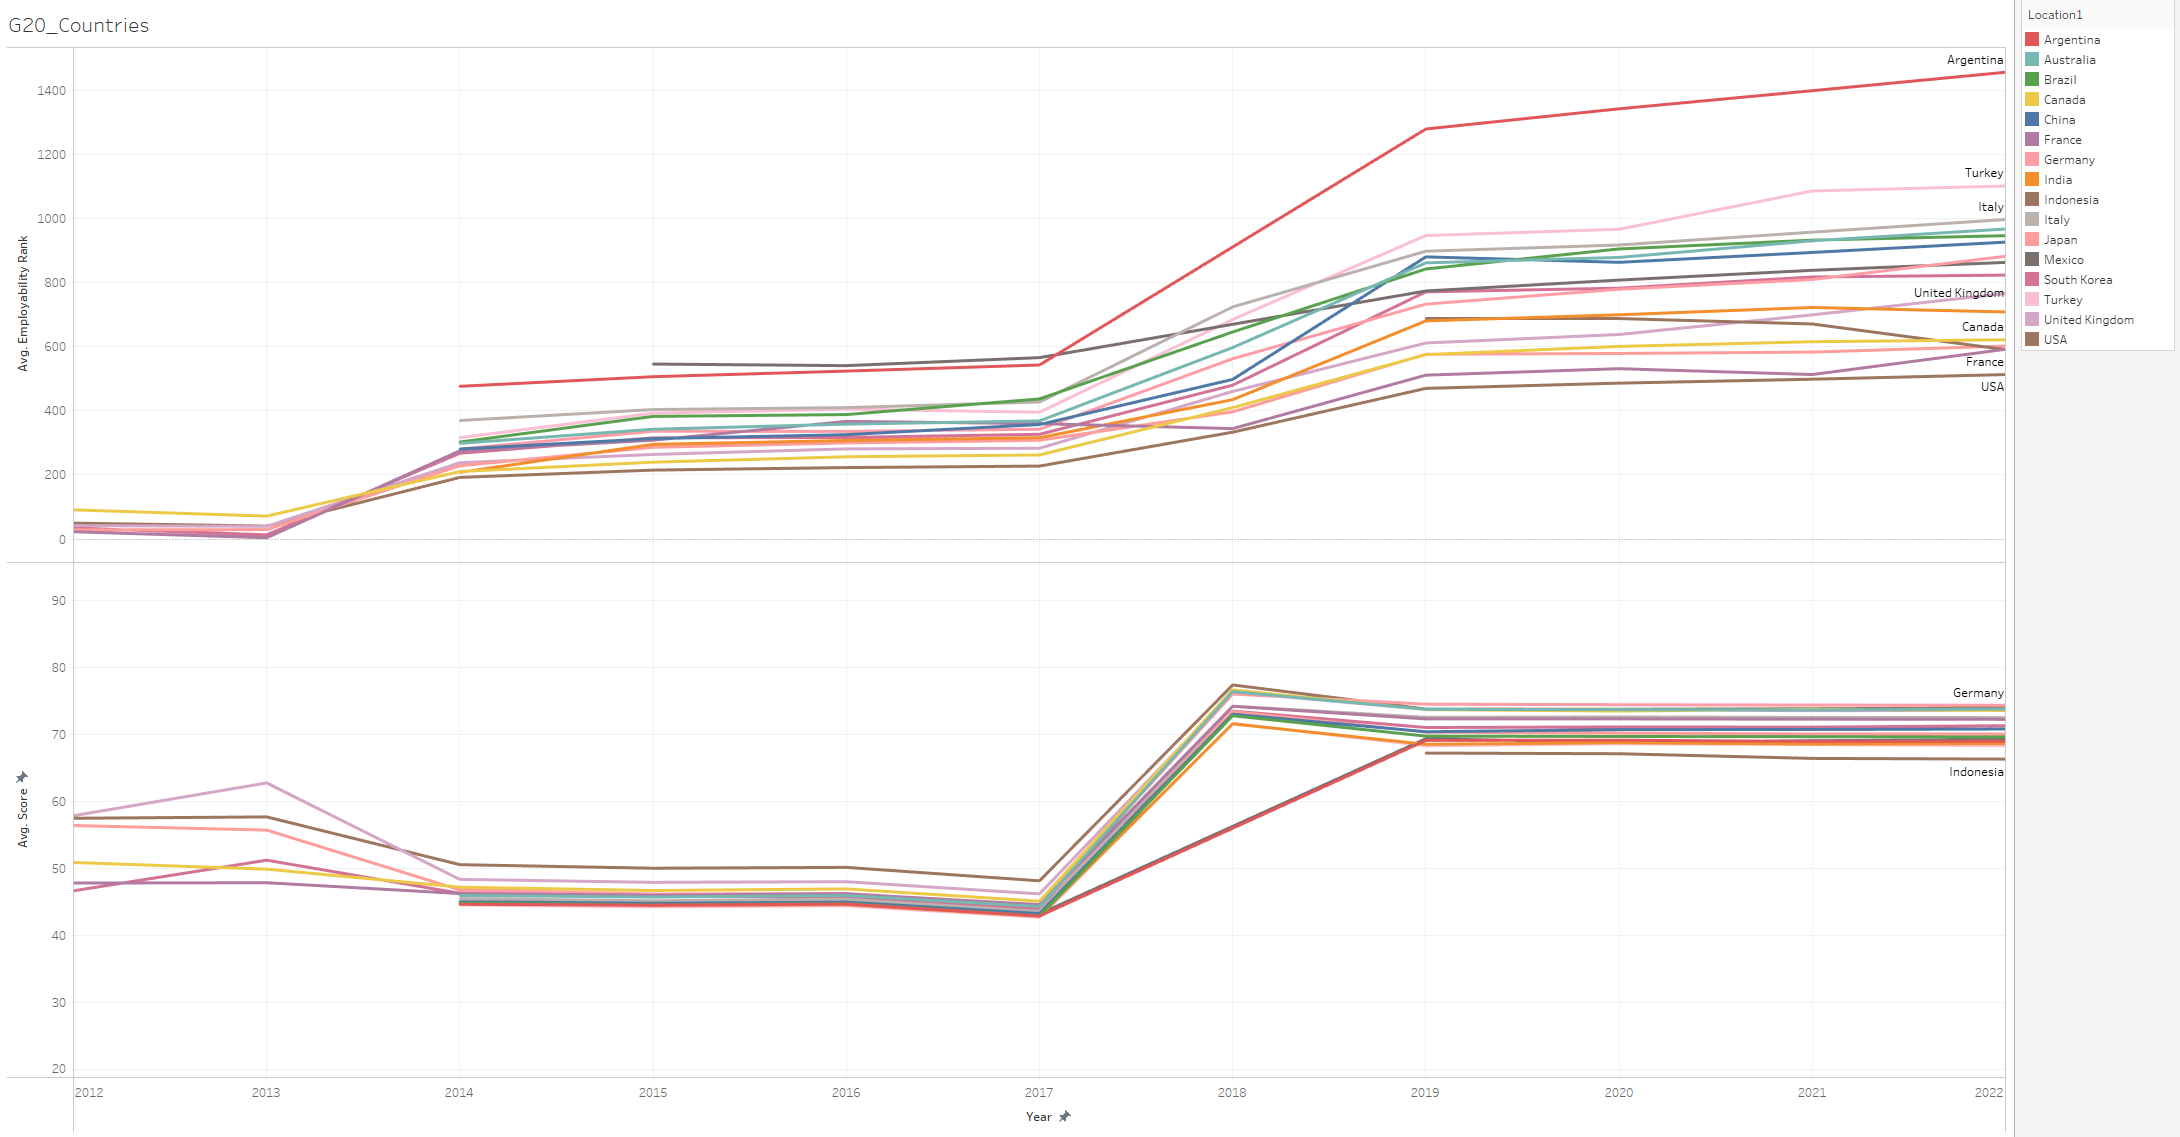 G20_Countries
Location1
Argentina
Australia
Brazil
Canada
China
France
Germany
India
Indonesia
Italy
Japan
Mexico
South Korea
Turkey
United Kingdom
USA
Avg. Employability Rank
1400
1200
1000
800
600
400
200
0
Argentina
Turkey
Italy
United Kingdom
Canada
France
USA
Avg. Score
90
80
70
60
50
40
30
20
Germany
Indonesia
2012 2013 2014 2015 2016 2017 2018 2019 2020 2021 2022
Year